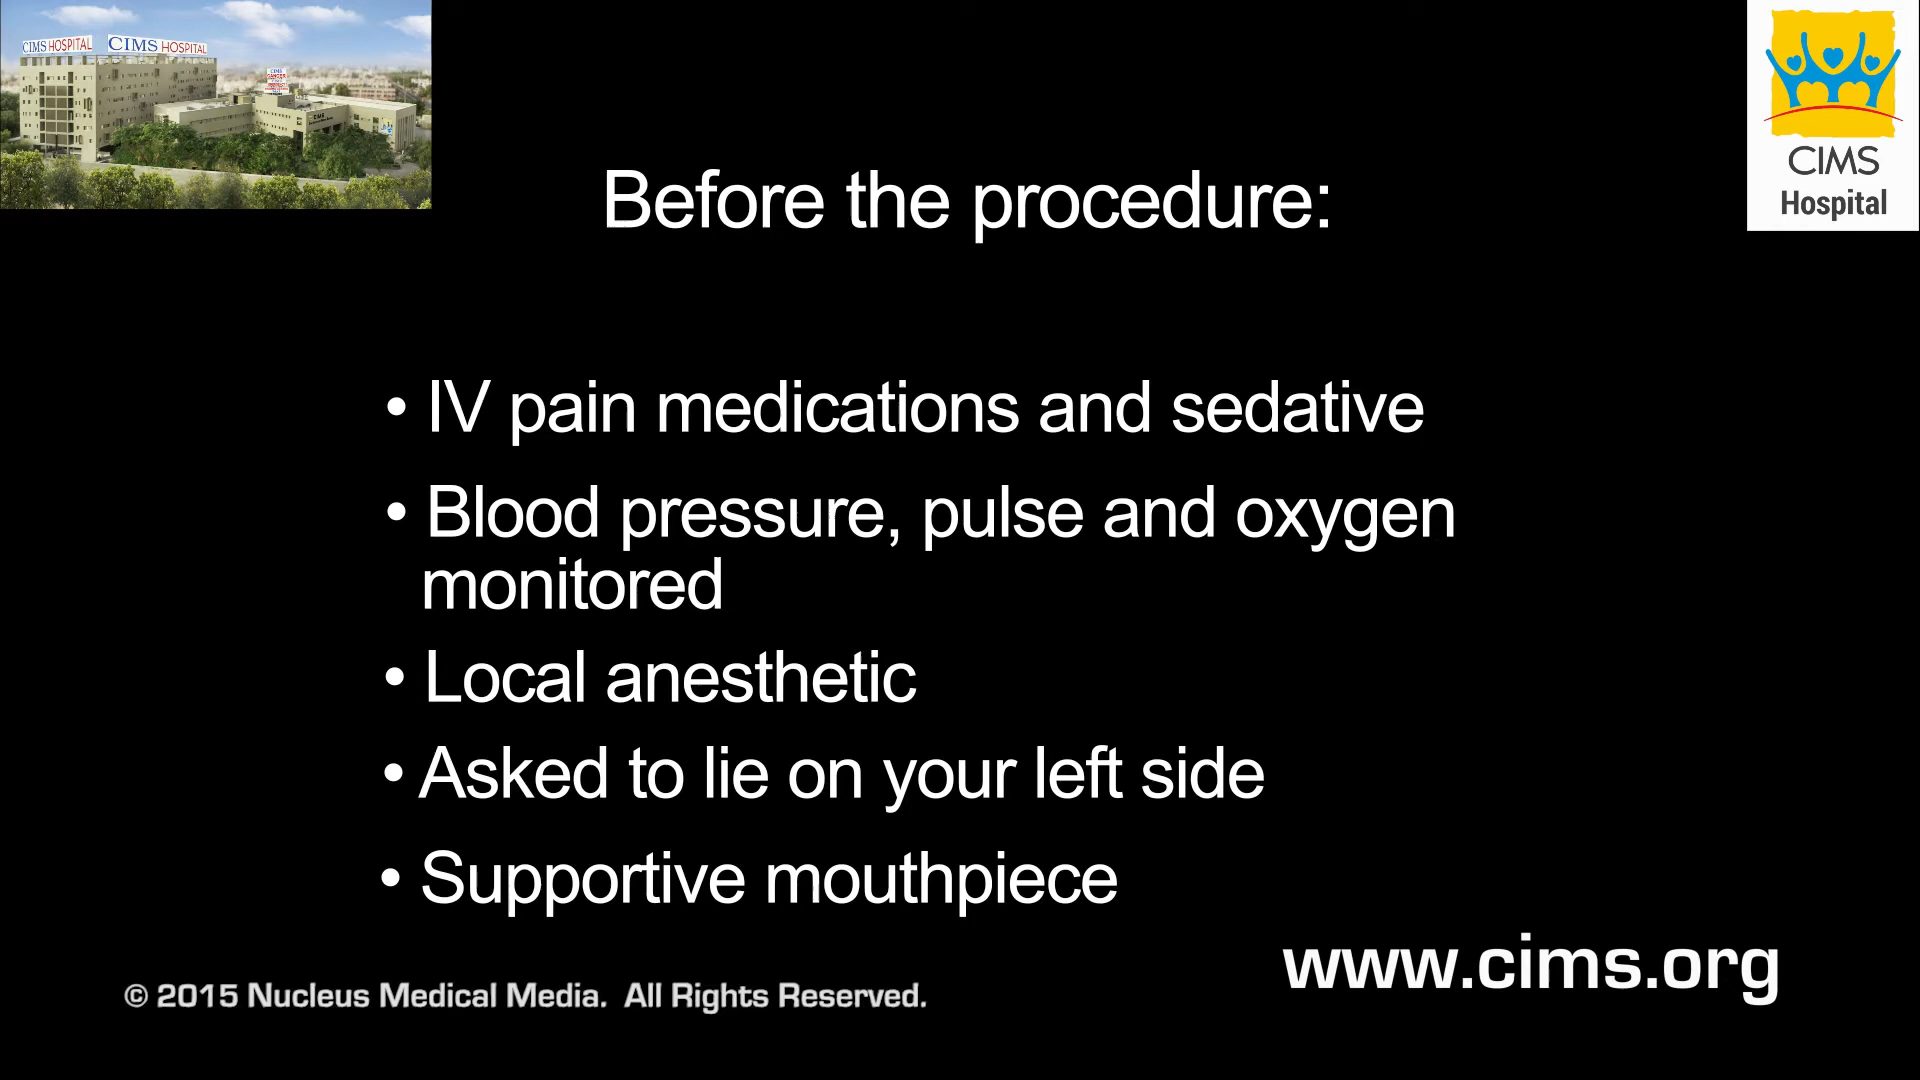 CIMS HOSPITAL CIMS HOSPITAL
CIMS
Hospital
Before the procedure:
• IV pain medications and sedative
• Blood pressure, pulse and oxygen
monitored
• Local anesthetic
• Asked to lie on your left side
• Supportive mouthpiece
www.cims.org
© 2015 Nucleus Medical Media. All Rights Reserved.